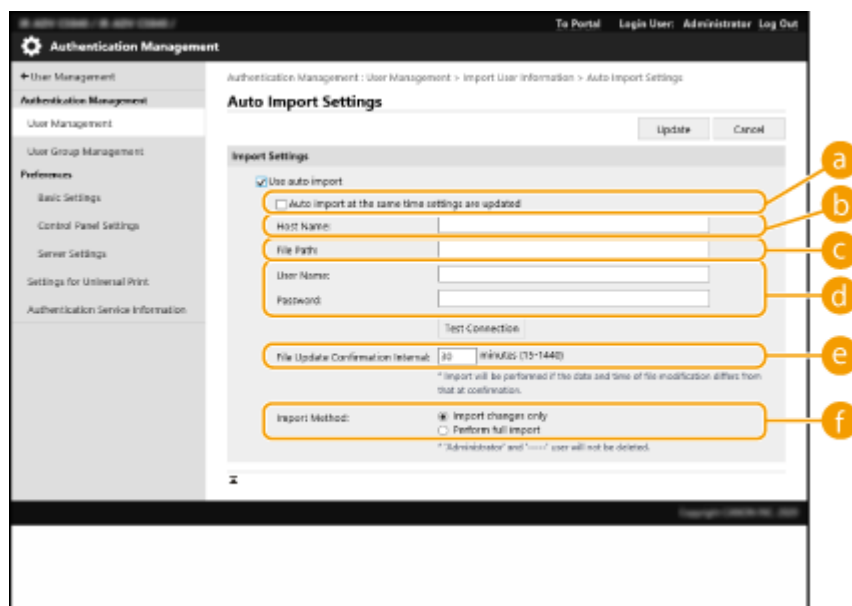 To Portal Login User: Administrator Log Out
Authentication Management
User Management
Authentication Management : User Management > Import User Information > Auto Import Settings
Authentication Management
Auto Import Settings
User Management
Update Cancel
User Group Management
Import Settings
Preferences
Use auto import
a
Basic Settings
Auto import at the same time settings are updated
b
Control Panel Settings
Host Name:
c
Server Settings
File Path:
User Name:
d
Settings for Universal Print
Password:
Authentication Service Information
Test Connection
e
File Update Confirmation Interval: 30 minutes (15-1440)
* Import will be performed if the date and time of file modification differs from
that at confirmation.
f
Import Method: Import changes only
Perform full import
* "Administrator" and "-----" user will not be deleted.